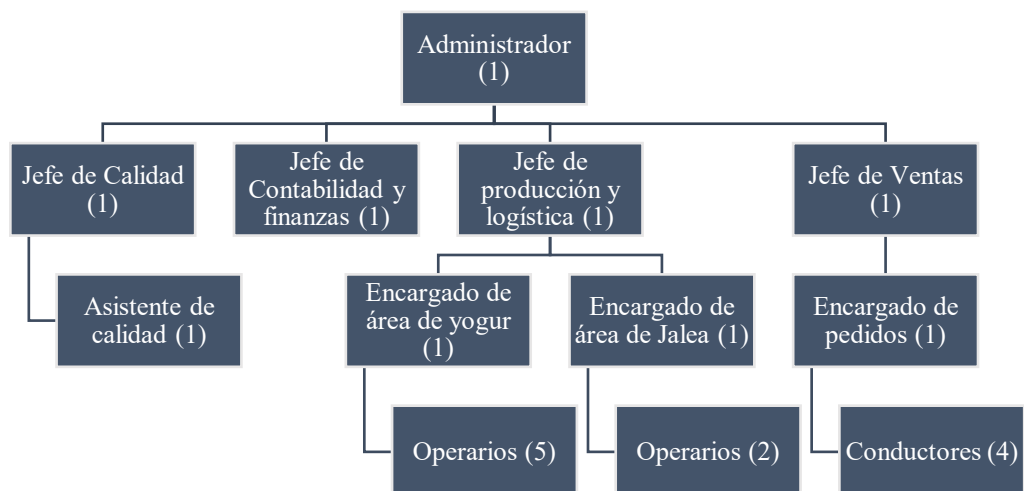 Administrador
(1)
Jefe de Calidad
(1)
Jefe de
Contabilidad y
finanzas (1)
Jefe de
producción y
logística (1)
Jefe de Ventas
(1)
Asistente de
calidad (1)
Encargado de
área de yogur
(1)
Encargado de
área de Jalea (1)
Encargado de
pedidos (1)
Operarios (5)
Operarios (2)
Conductores (4)